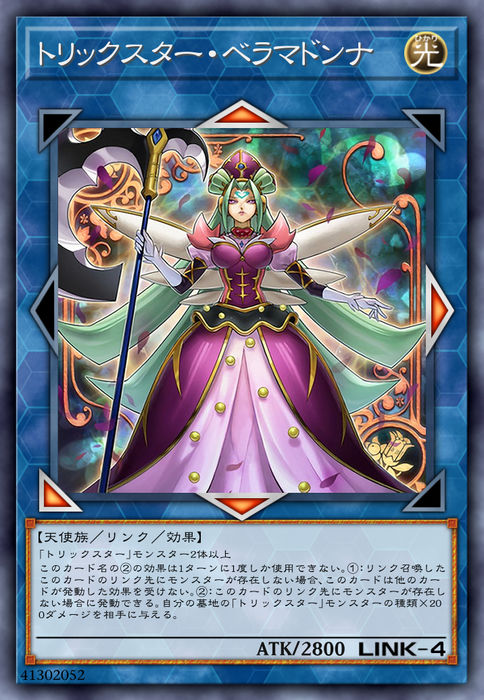 トリックスター・ベラマドンナ
ひかり
光
【天使族／リンク／効果】
「トリックスター」モンスター2体以上
このカード名の②の効果は1ターンに1度しか使用できない。①：リンク召喚した
このカードのリンク先にモンスターが存在しない場合、このカードは他のカー
ドが発動した効果を受けない。②：このカードのリンク先にモンスターが存在し
ない場合に発動できる。自分の墓地の「トリックスター」モンスターの種類×20
0ダメージを相手に与える。
ATK/2800 LINK-4
41302052